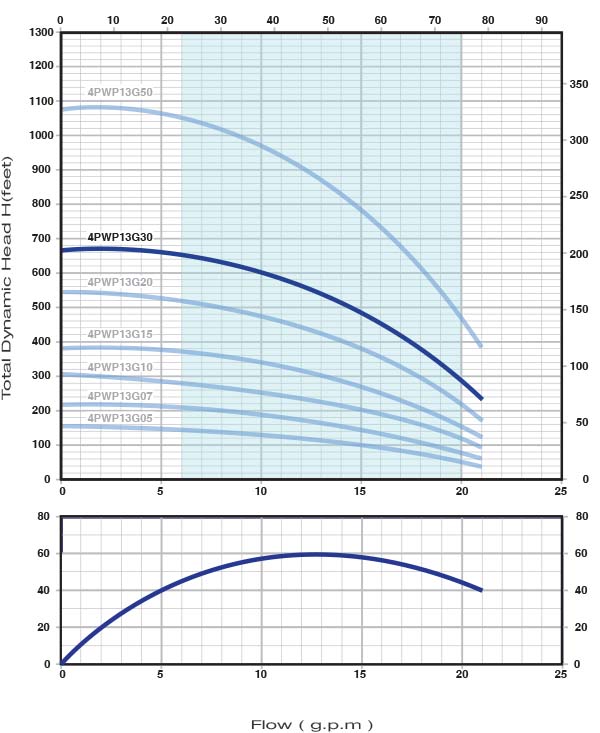 0 10 20 30 40 50 60 70 80 90
1300
1200
1100
1000
900
800
700
600
500
400
300
200
100
0
350
300
250
200
150
100
50
0
4PWP13G50
4PWP13G30
4PWP13G20
4PWP13G15
4PWP13G10
4PWP13G07
4PWP13G05
Total Dynamic Head H(feet)
0 5 10 15 20 25
80 80
60 60
40 40
20 20
0 0
0 5 10 15 20 25
Flow ( g.p.m )